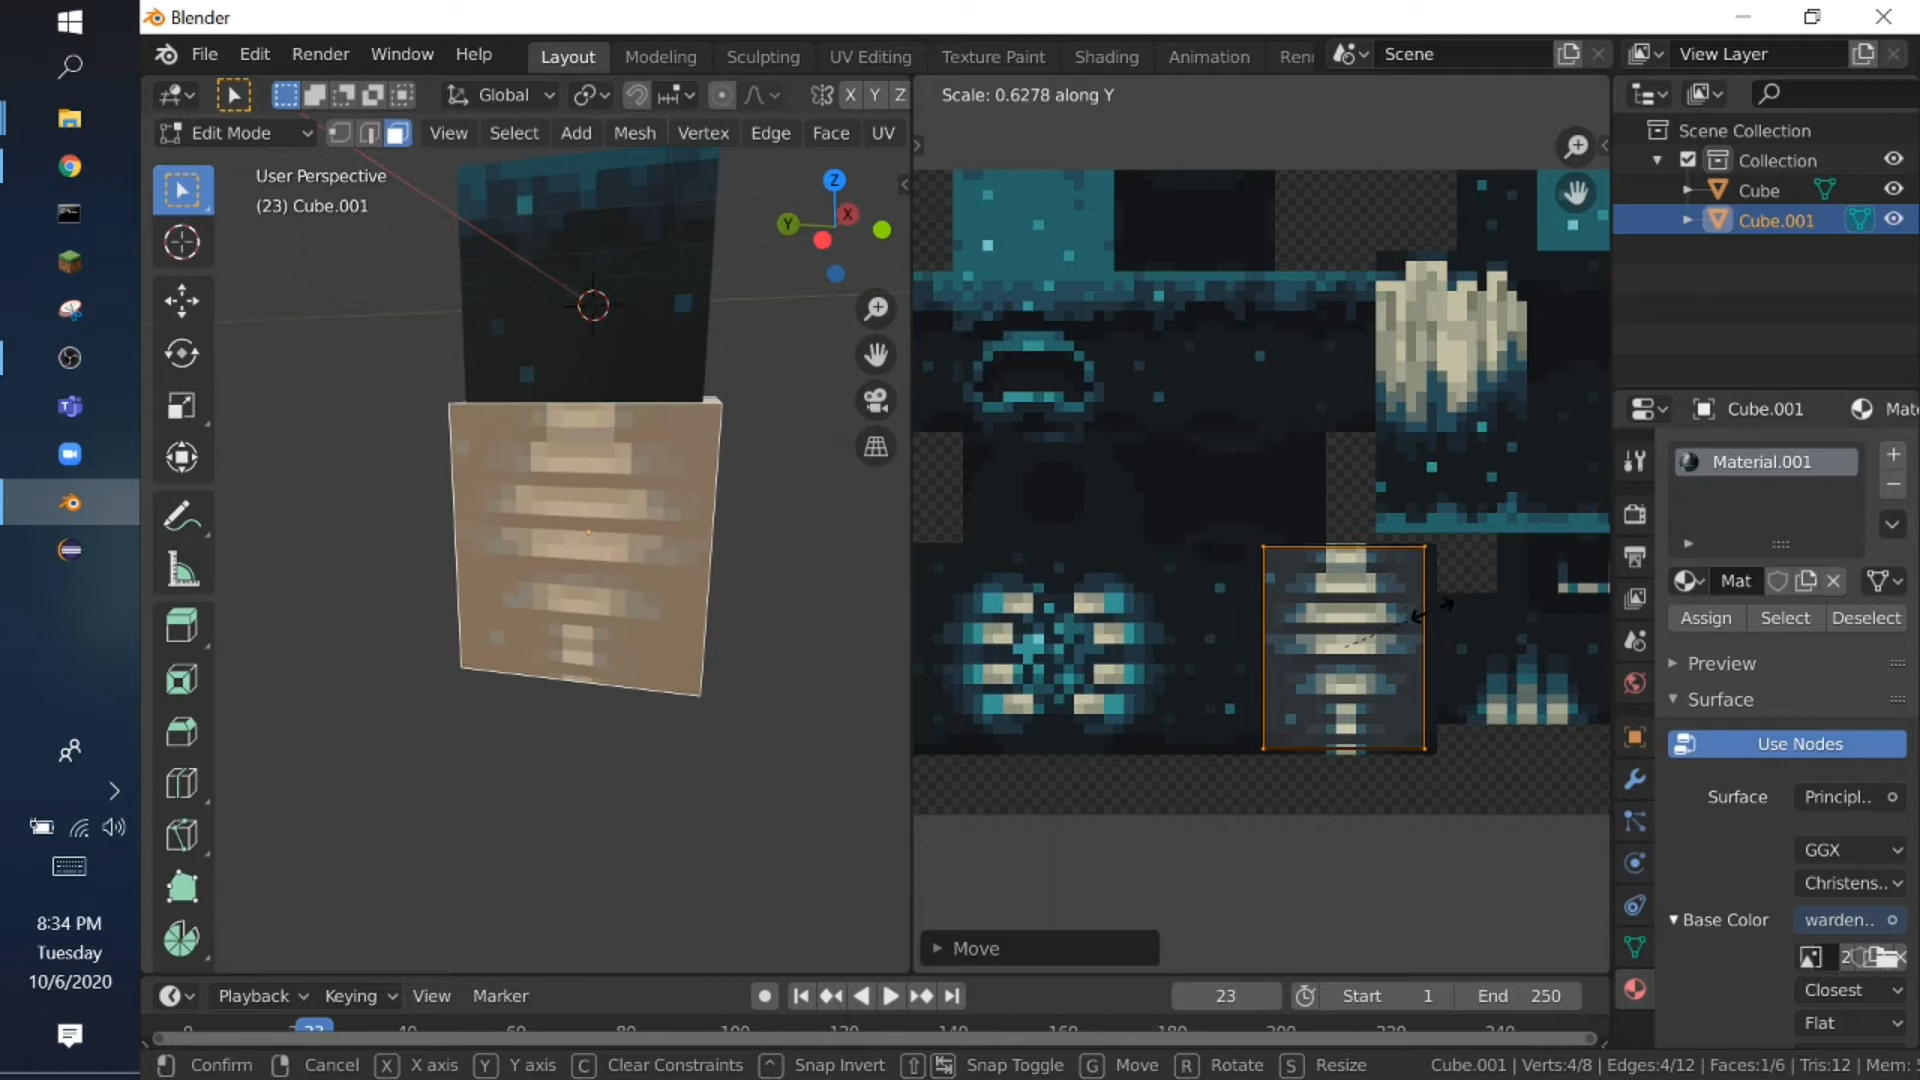 Blender
File Edit Render Window Help Layout Modeling Sculpting UV Editing Texture Paint Shading Animation Scene View Layer
Global X Y Z Scale: 0.6278 along Y
Edit Mode View Select Add Mesh Vertex Edge Face UV
Scene Collection
Collection
Cube
Cube.001
User Perspective
(23) Cube.001
Z
Y X
Cube.001
Material.001
Mat
Assign Select Deselect
Preview
Surface
Use Nodes
Surface Principl..
GGX
Christens..
Base Color warden..
2
Closest
Flat
Move
8:34 PM
Tuesday
10/6/2020
Playback Keying View Marker 23 Start 1 End 250
Confirm Cancel X X axis Y Y axis C Clear Constraints ^ Snap Invert Snap Toggle G Move R Rotate S Resize Cube.001 | Verts:4/8 | Edges:4/12 | Faces:1/6 | Tris:12 | Mem: